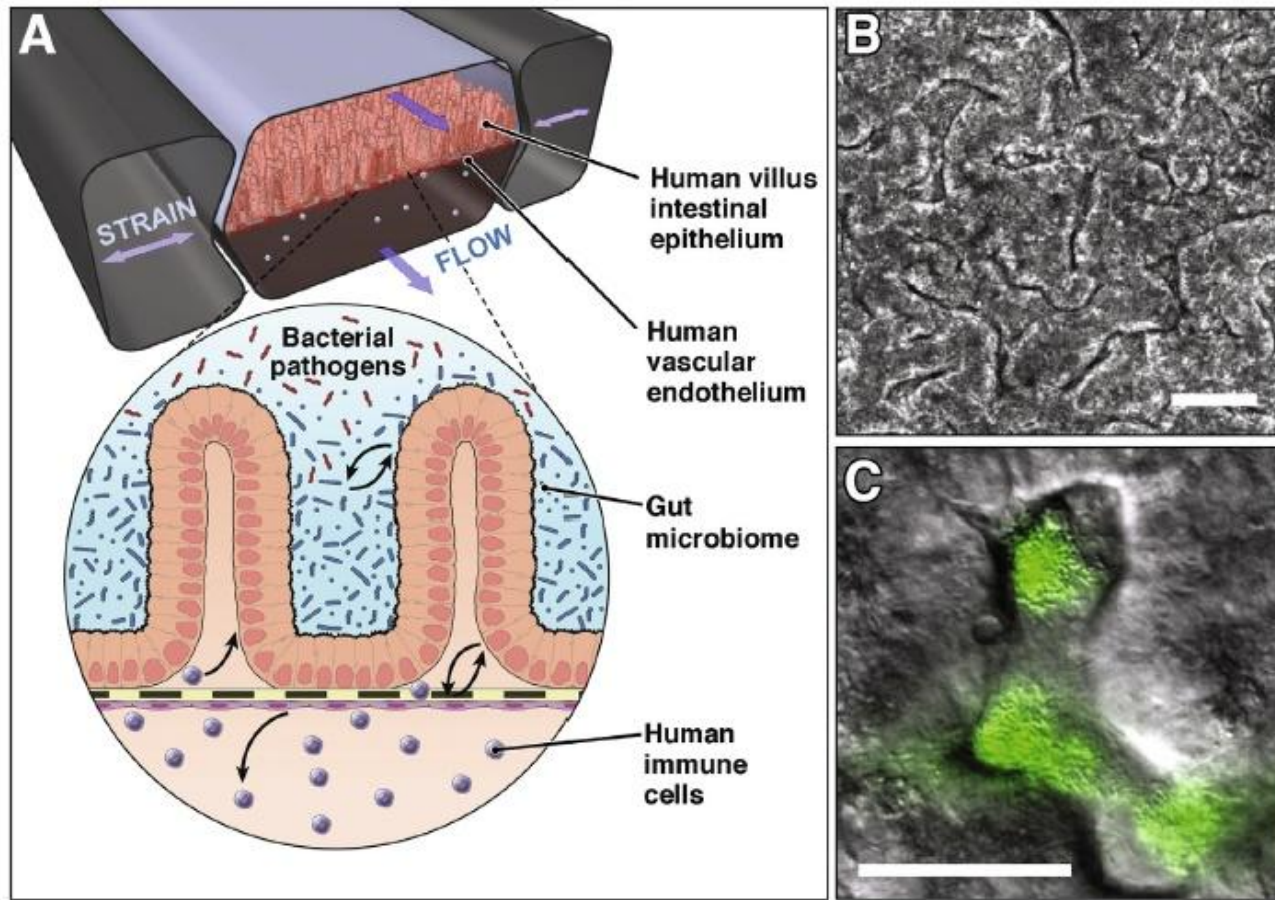 A
STRAIN
FLOW
Human villus
intestinal
epithelium
Human
vascular
endothelium
Bacterial
pathogens
Gut
microbiome
Human
immune
cells
B
C